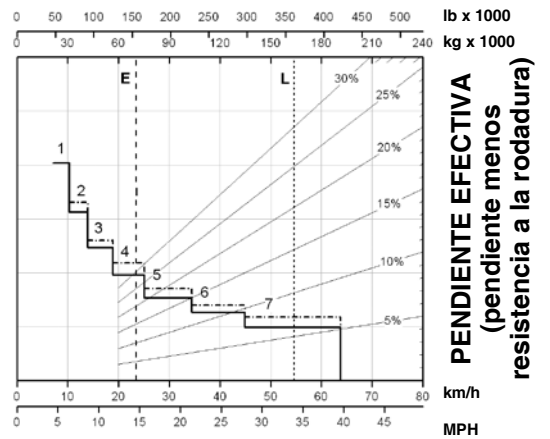 0 50 100 150 200 250 300 350 400 450 500 lb x 1000
0 30 60 90 120 150 180 210 240 kg x 1000
E L
30%
25%
20%
15%
10%
5%
1
2
3
4
5
6
7
PENDIENTE EFECTIVA
(pendiente menos
resistencia a la rodadura)
0 10 20 30 40 50 60 70 80 km/h
0 5 10 15 20 25 30 35 40 45 MPH